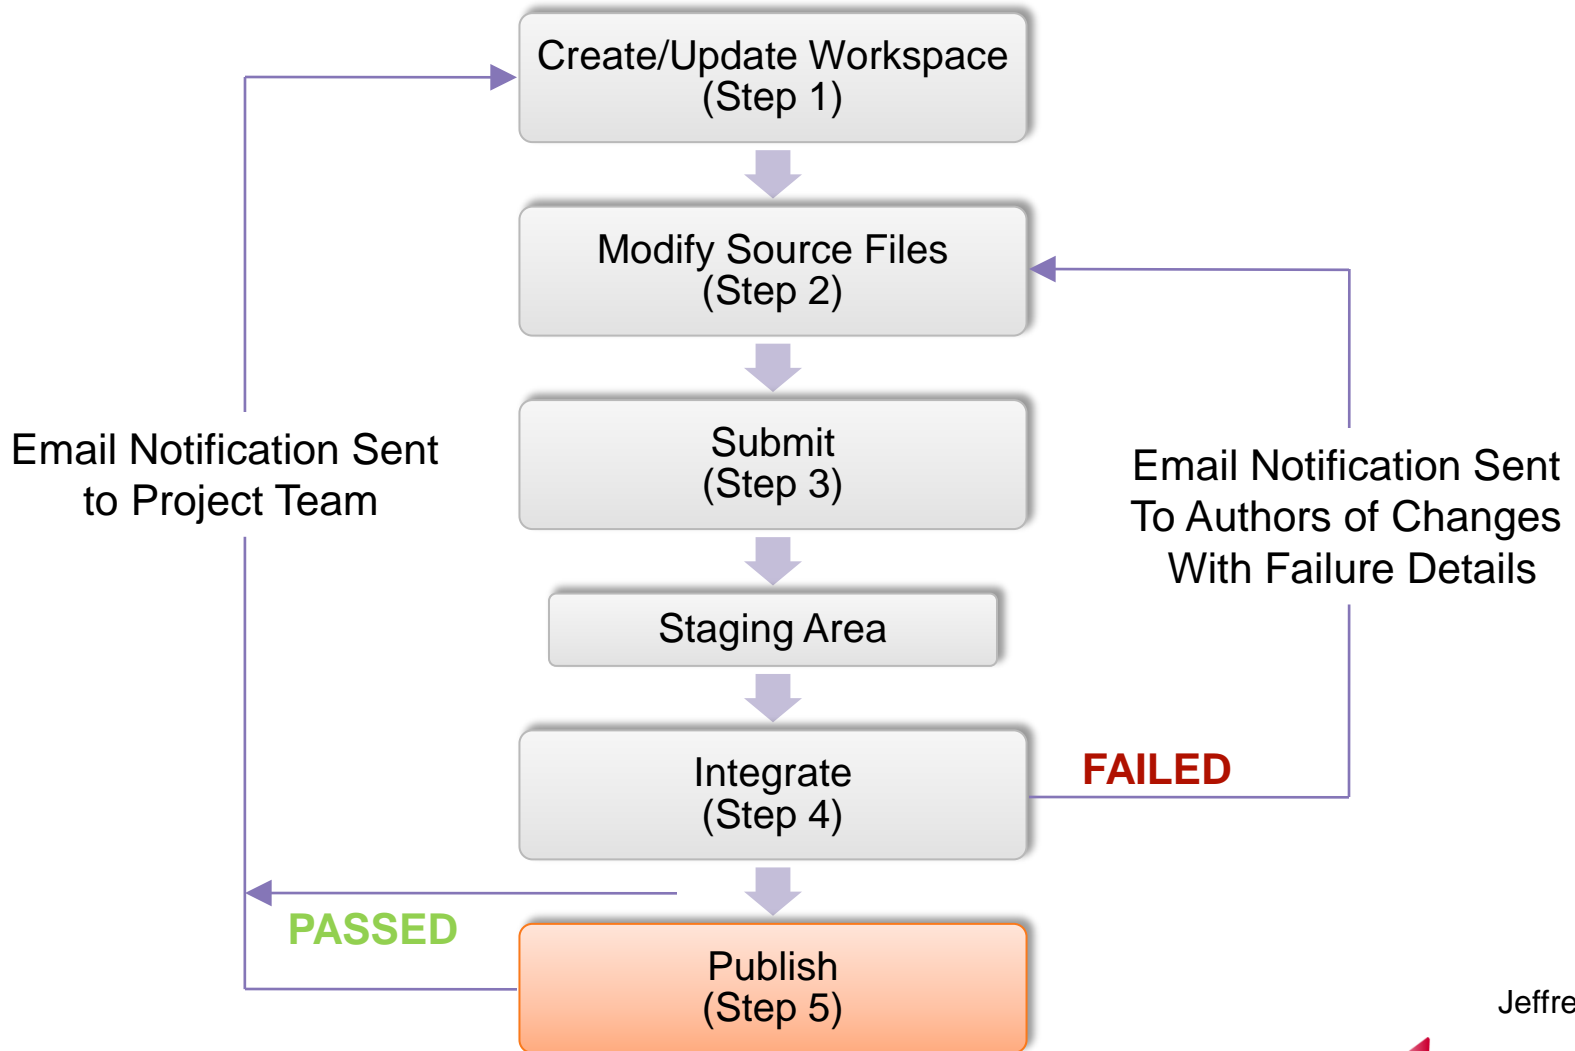 Create/Update Workspace
(Step 1)
Modify Source Files
(Step 2)
Email Notification Sent
to Project Team
Submit
(Step 3)
Email Notification Sent
To Authors of Changes
With Failure Details
Staging Area
Integrate
(Step 4)
FAILED
PASSED
Publish
(Step 5)
Jeffre